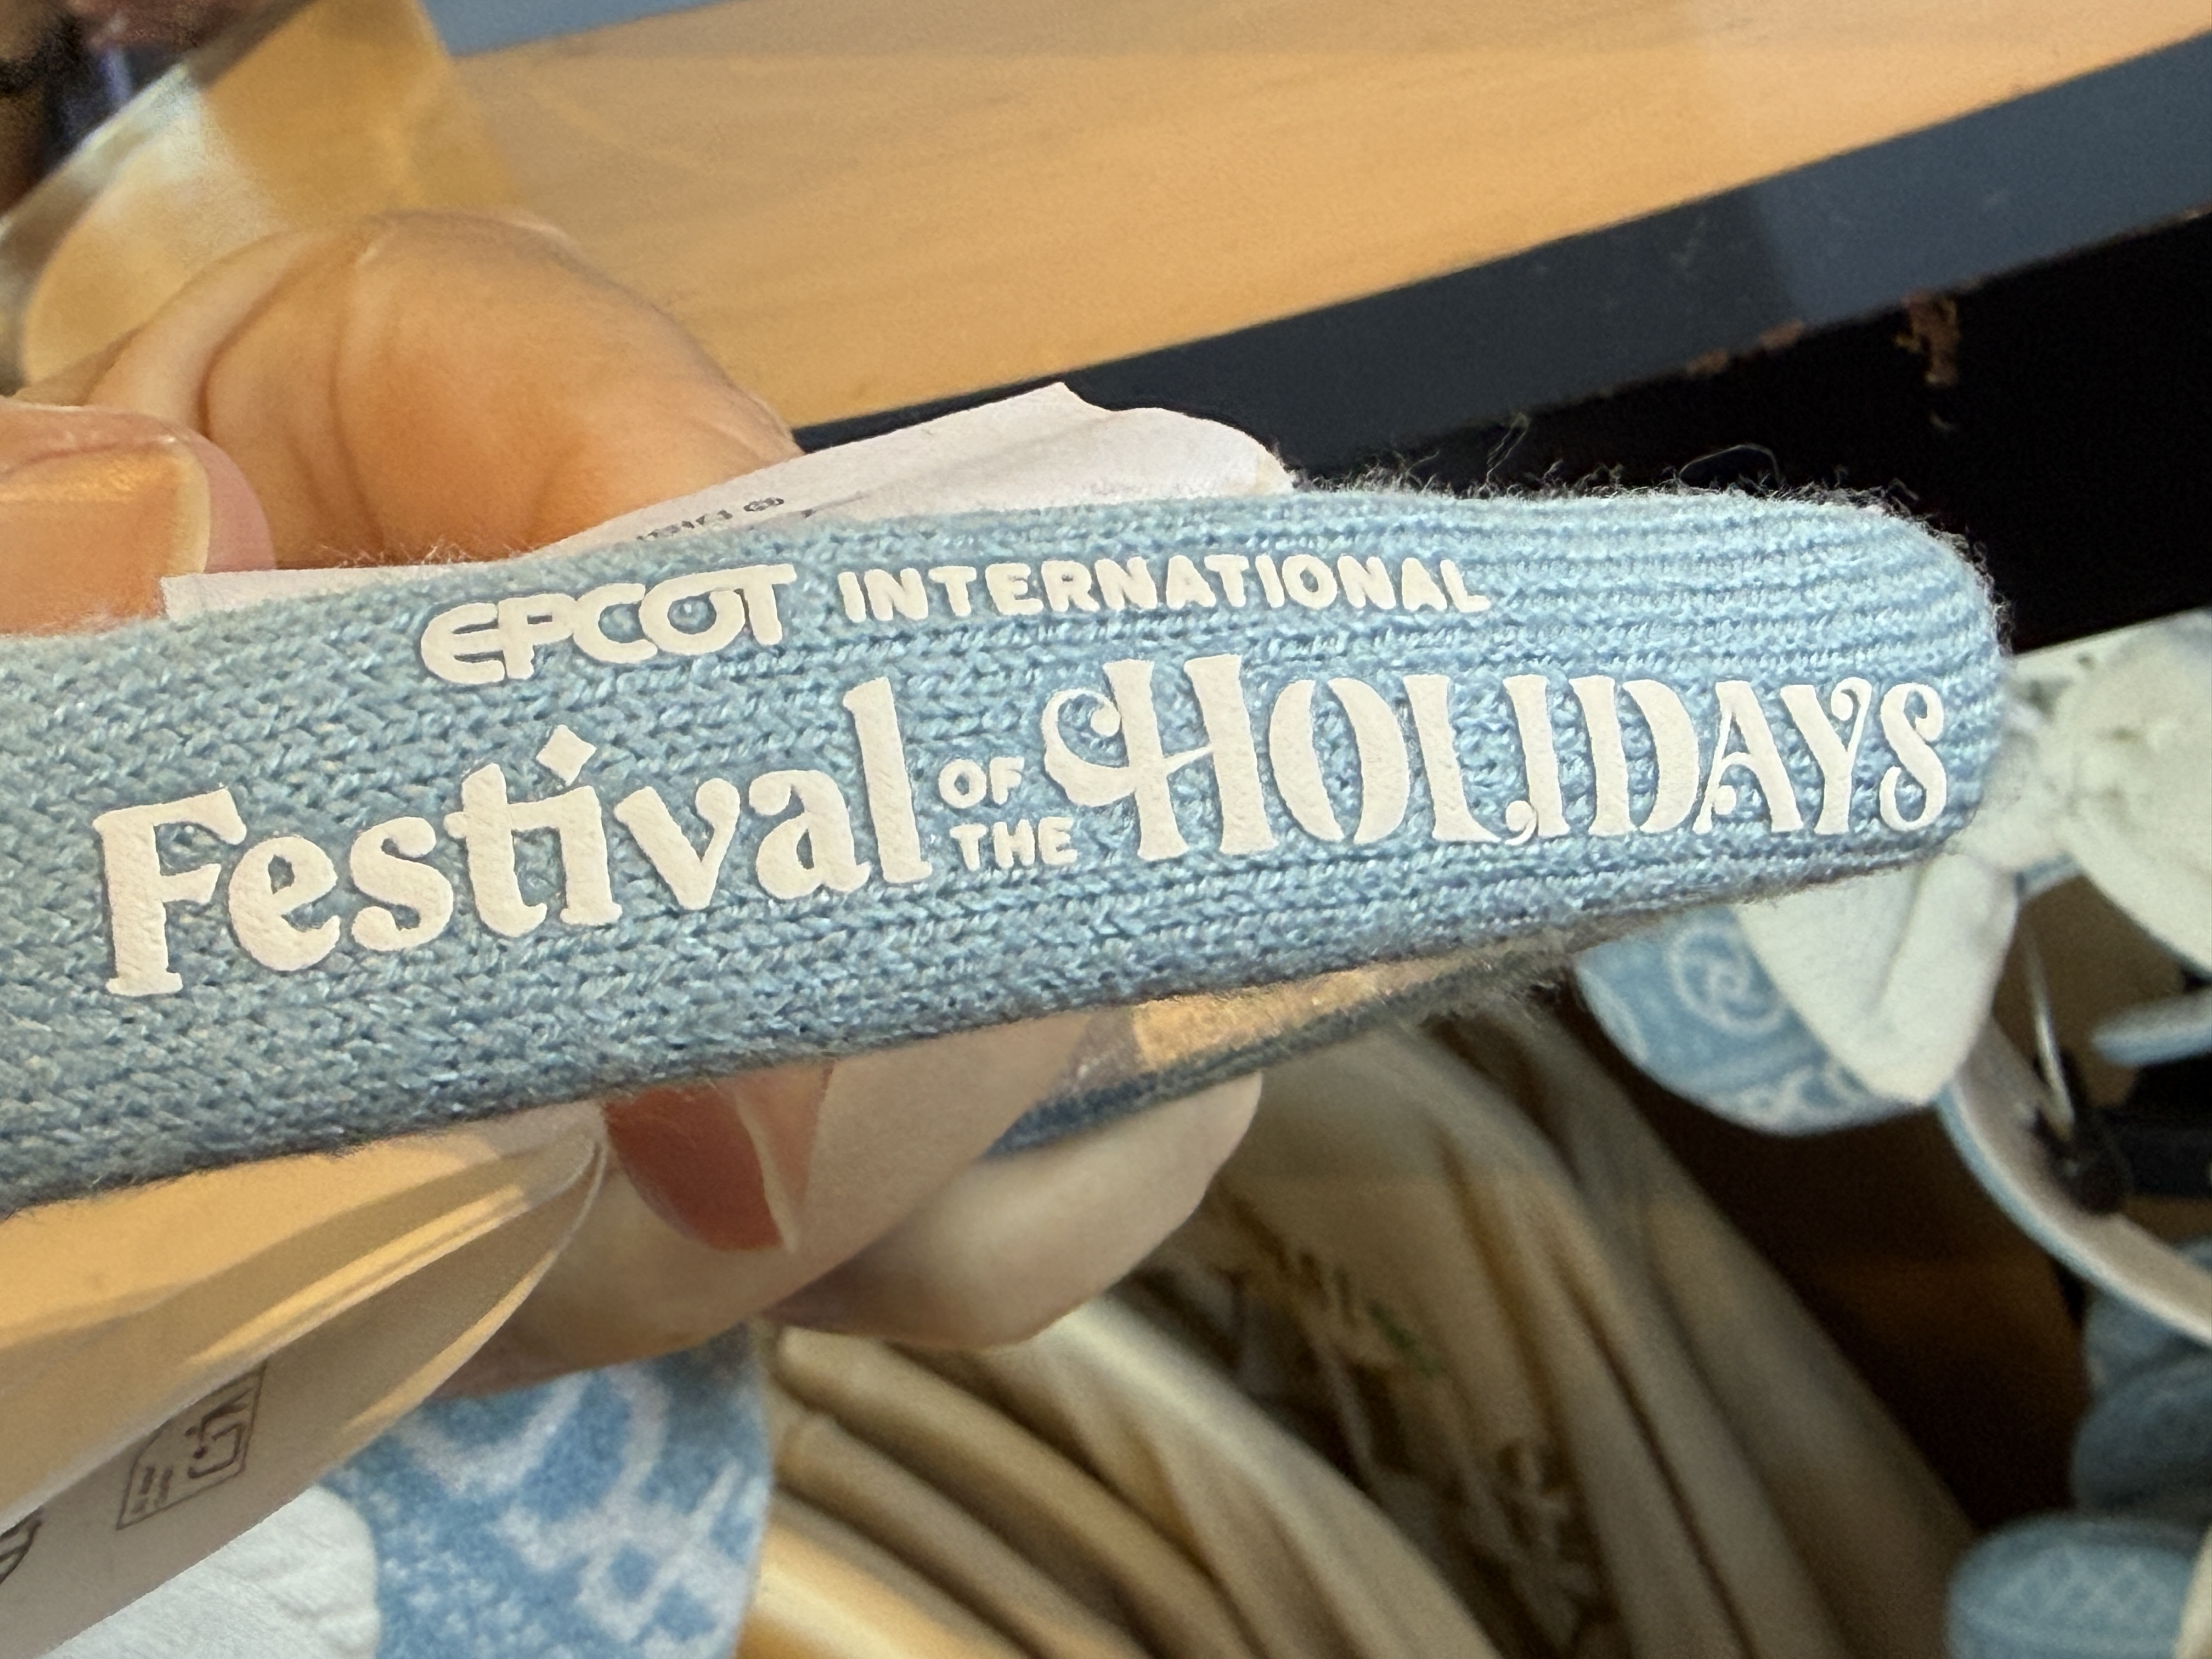 EPCOT INTERNATIONAL
Festival OF THE HOLIDAYS